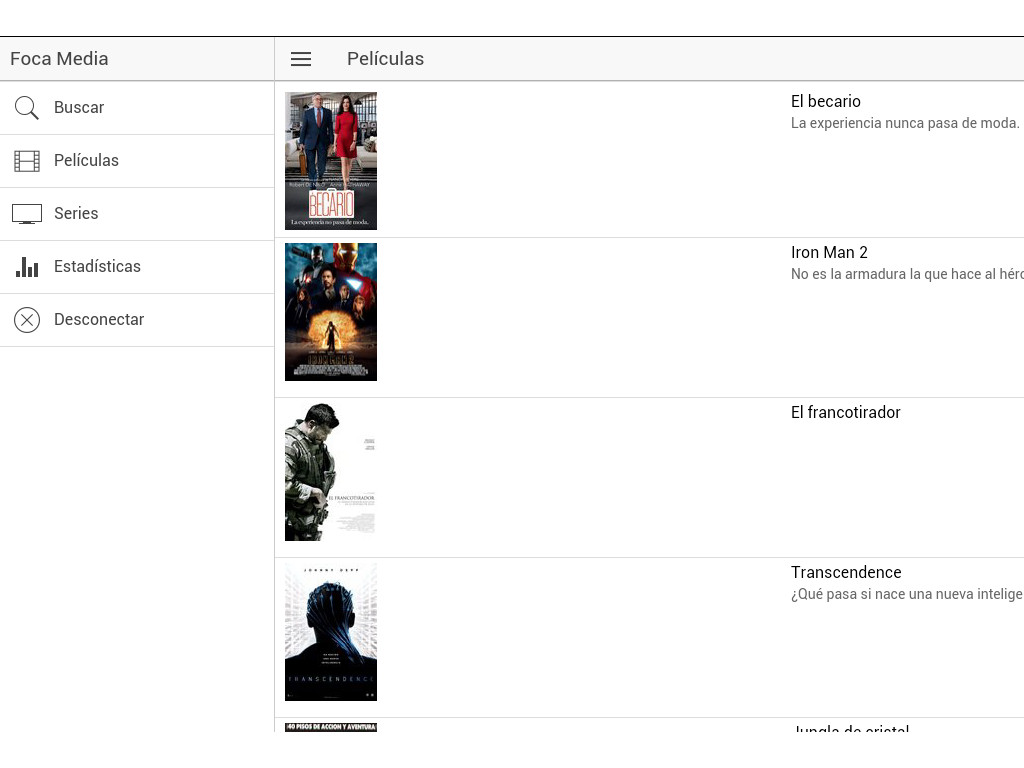 Foca Media
Películas
Buscar
Películas
Series
Estadísticas
Desconectar
El becario
La experiencia nunca pasa de moda.
Robert DE NIRO Anne HATHAWAY
BECARIO
La experiencia no pasa de moda.
Iron Man 2
No es la armadura la que hace al héro
El francotirador
EL FRANCOTIRADOR
Transcendence
¿Qué pasa si nace una nueva intelige
JOHNNY DEPP
TRANSCENDENCE
Jungla de cristal
40 PISOS DE ACCION Y AVENTURA